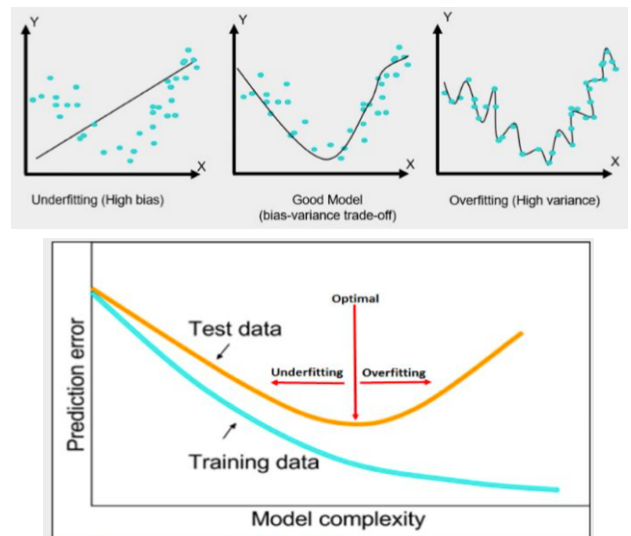 Y
X
Underfitting (High bias)
Y
X
Good Model
(bias-variance trade-off)
Y
X
Overfitting (High variance)
Prediction error
Test data
Training data
Optimal
Underfitting
Overfitting
Model complexity